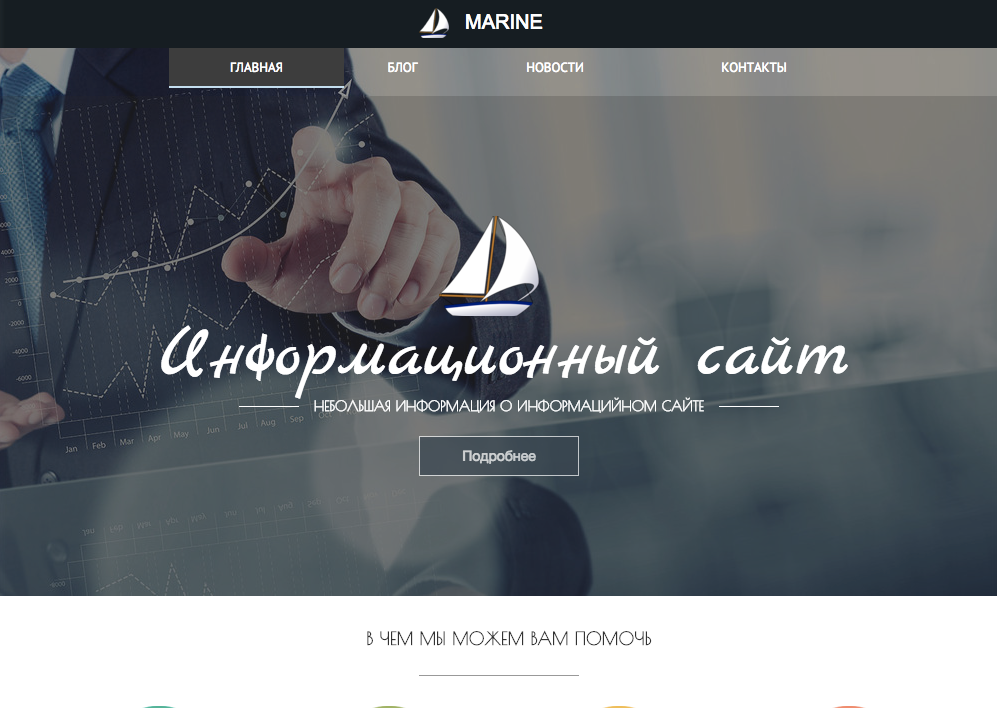 MARINE
ГЛАВНАЯ БЛОГ НОВОСТИ КОНТАКТЫ
Информационный сайт
НЕБОЛЬШАЯ ИНФОРМАЦИЯ О ИНФОРМАЦИЙНОМ САЙТЕ
Подробнее
4000
2000
0
-2000
-4000
-6000
Jan Feb Mar Apr May Jun Jul Aug Sep
В ЧЕМ МЫ МОЖЕМ ВАМ ПОМОЧЬ